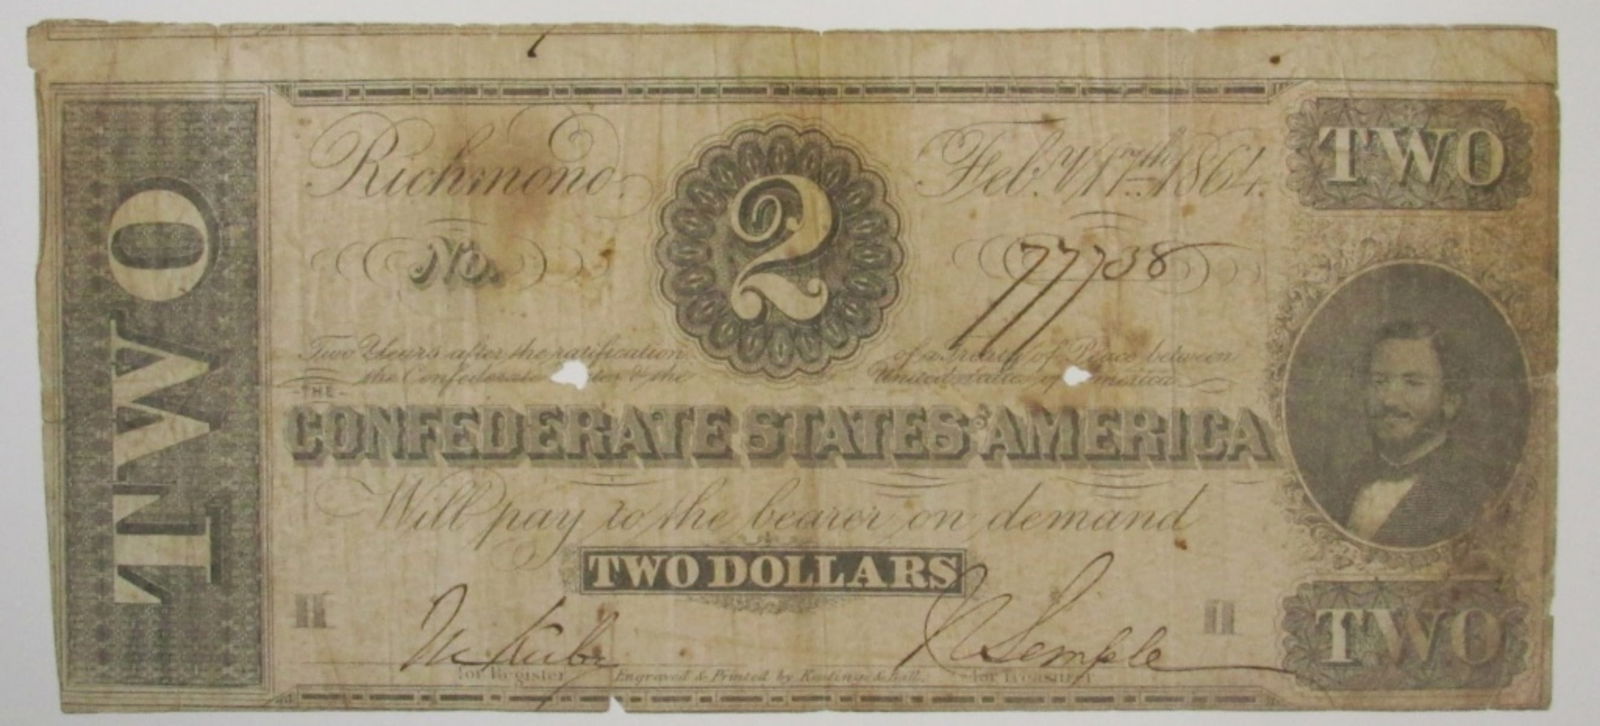 TWO
Richmond Feb.y 17th 1864.
TWO
2
No. 77738
Two Years after the ratification of a Treaty of Peace between
the Confederate States & the United States of America
THE
CONFEDERATE STATES OF AMERICA
Will pay to the bearer on demand
TWO DOLLARS
H H
Semple
for Register Engraved & Printed by Keatinge & Ball. for Treasurer
TWO